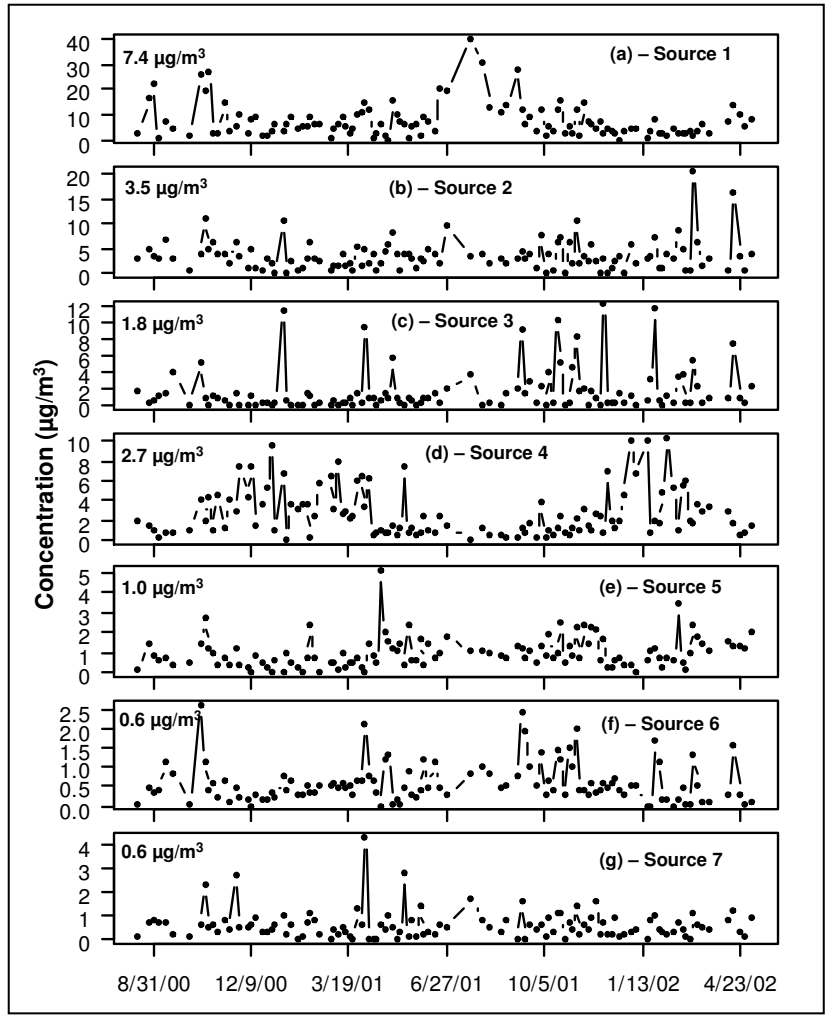 Concentration (µg/m³)
40
30
20
10
0
7.4 µg/m³
(a) – Source 1
20
15
10
5
0
3.5 µg/m³
(b) – Source 2
12
10
8
6
4
2
0
1.8 µg/m³
(c) – Source 3
10
8
6
4
2
0
2.7 µg/m³
(d) – Source 4
5
4
3
2
1
0
1.0 µg/m³
(e) – Source 5
2.5
2.0
1.5
1.0
0.5
0.0
0.6 µg/m³
(f) – Source 6
4
3
2
1
0
0.6 µg/m³
(g) – Source 7
8/31/00 12/9/00 3/19/01 6/27/01 10/5/01 1/13/02 4/23/02